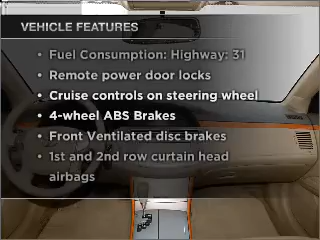 VEHICLE FEATURES
• Fuel Consumption: Highway: 31
• Remote power door locks
• Cruise controls on steering wheel
• 4-wheel ABS Brakes
• Front Ventilated disc brakes
• 1st and 2nd row curtain head
airbags